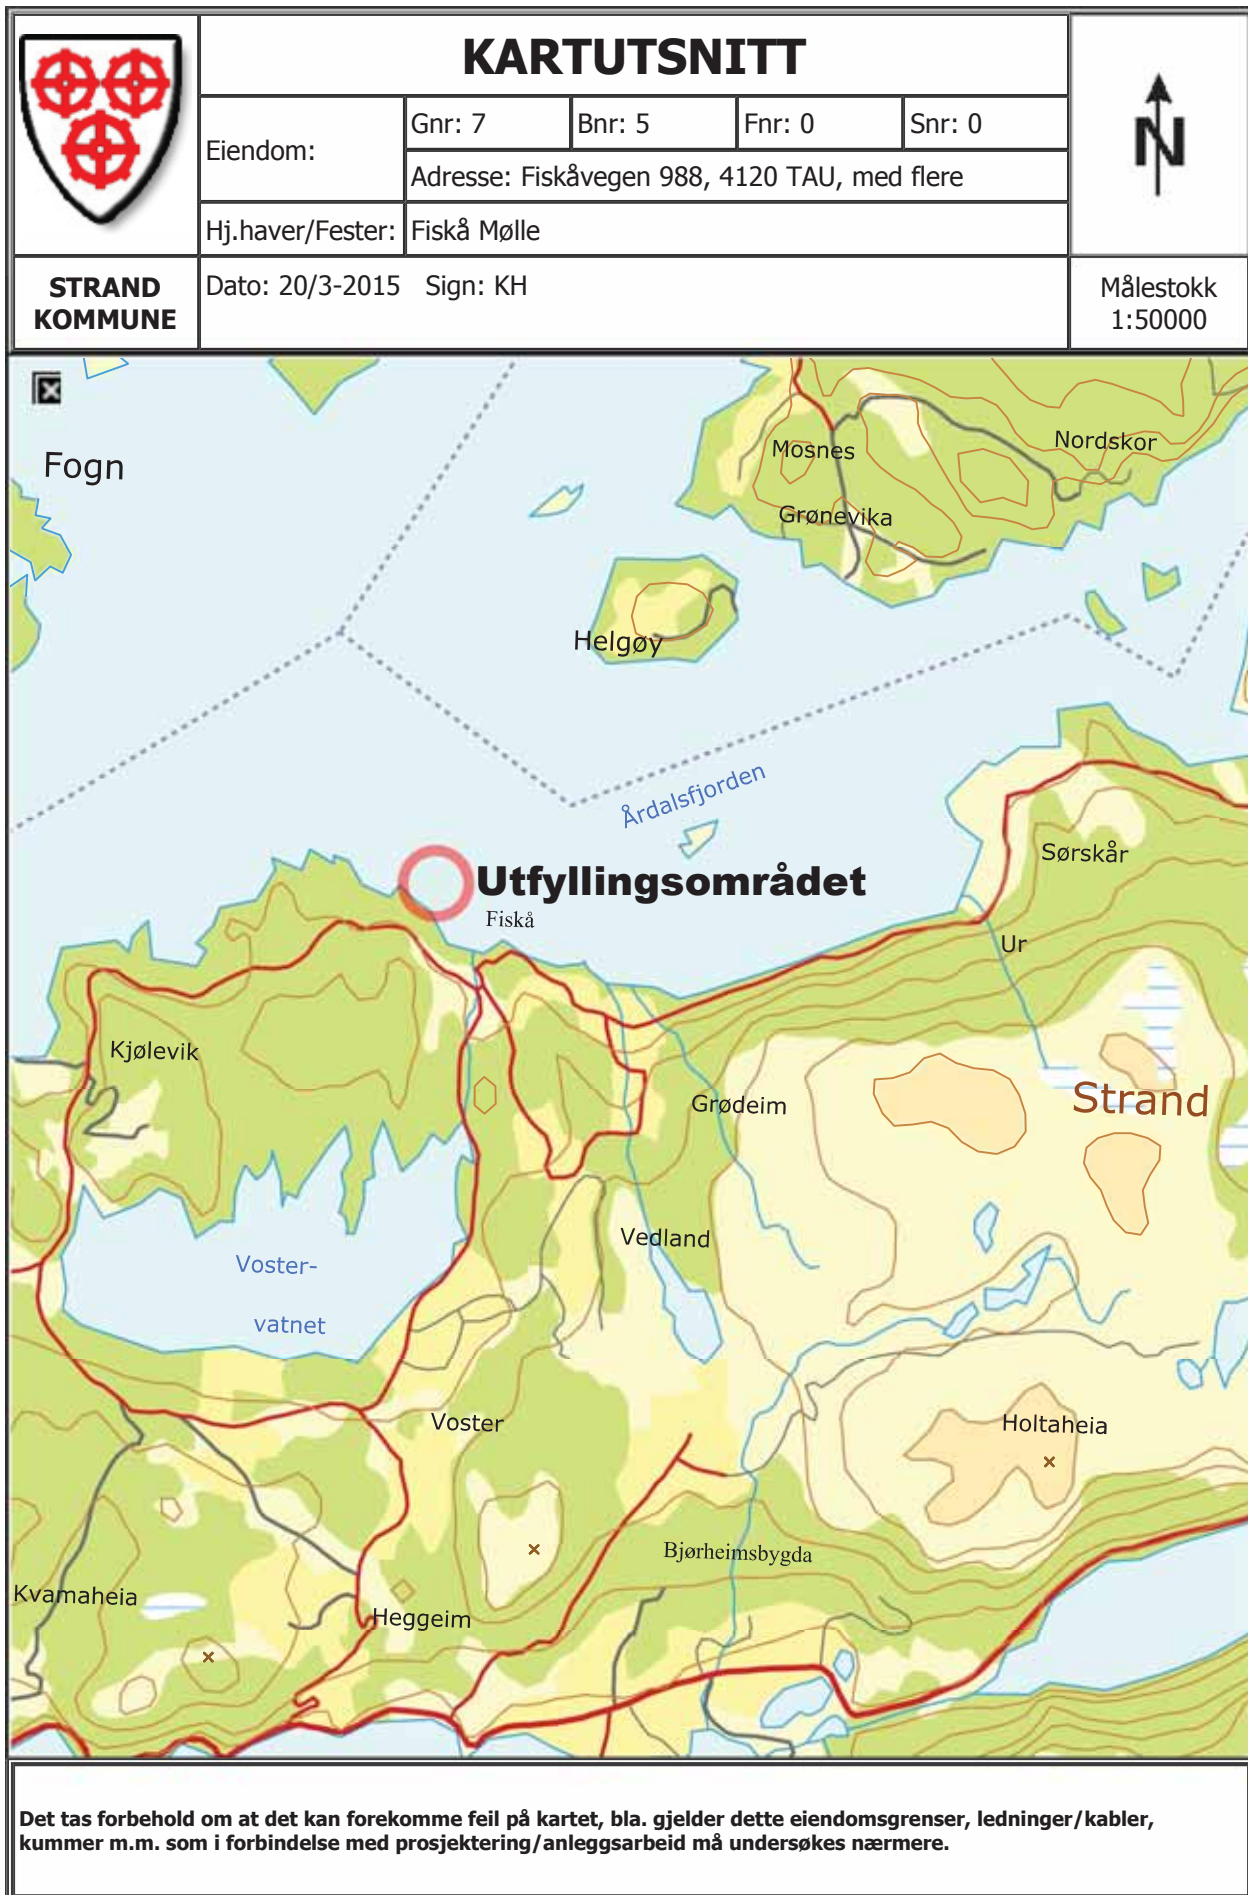 KARTUTSNITT
Eiendom:
Gnr: 7
Bnr: 5
Fnr: 0
Snr: 0
Adresse: Fiskåvegen 988, 4120 TAU, med flere
Hj.haver/Fester:
Fiskå Mølle
N
STRAND
KOMMUNE
Dato: 20/3-2015 Sign: KH
Målestokk
1:50000
Fogn
Mosnes
Nordskor
Grønevika
Helgøy
Årdalsfjorden
Sørskår
Utfyllingsområdet
Fiskå
Ur
Kjølevik
Strand
Grødeim
Vedland
Voster-
vatnet
Voster
Holtaheia
Bjørheimsbygda
Kvamaheia
Heggeim
Det tas forbehold om at det kan forekomme feil på kartet, bla. gjelder dette eiendomsgrenser, ledninger/kabler,
kummer m.m. som i forbindelse med prosjektering/anleggsarbeid må undersøkes nærmere.